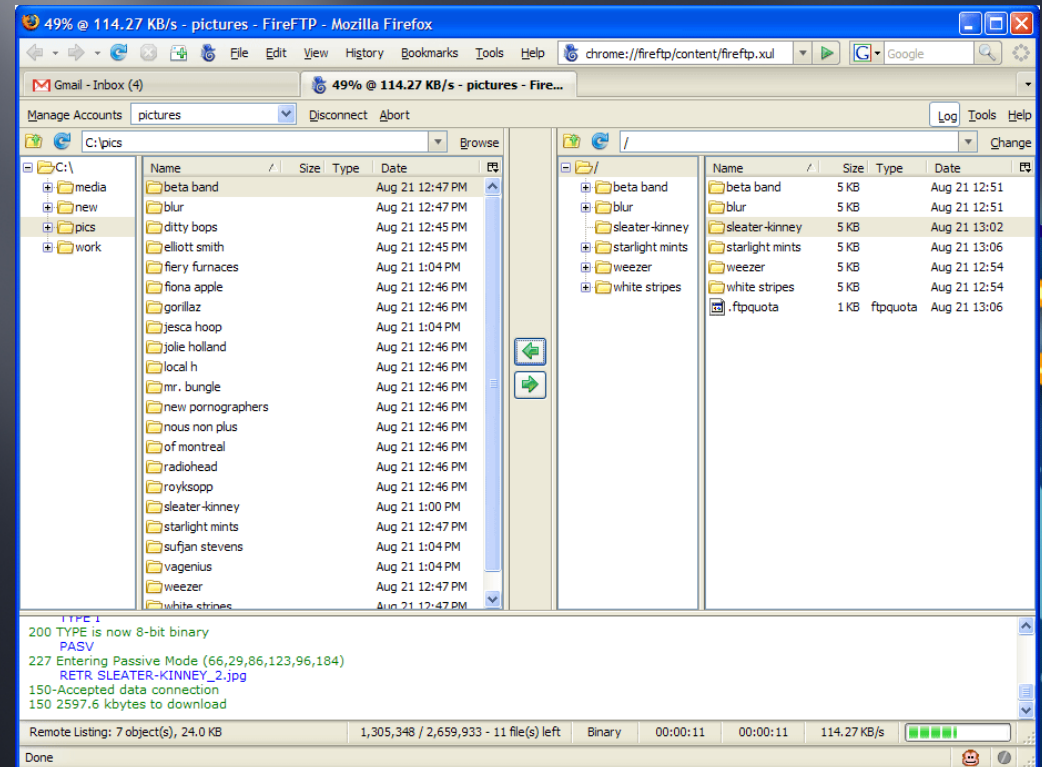 49% @ 114.27 KB/s - pictures - FireFTP - Mozilla Firefox
File Edit View History Bookmarks Tools Help chrome://fireftp/content/fireftp.xul G Google
Gmail - Inbox (4) 49% @ 114.27 KB/s - pictures - Fire...
Manage Accounts pictures Disconnect Abort Log Tools Help
C:\pics Browse / Change
C:\
media
new
pics
work
Name Size Type Date
beta band Aug 21 12:47 PM
blur Aug 21 12:47 PM
ditty bops Aug 21 12:45 PM
elliott smith Aug 21 12:45 PM
fiery furnaces Aug 21 1:04 PM
fiona apple Aug 21 12:46 PM
gorillaz Aug 21 12:46 PM
jesca hoop Aug 21 1:04 PM
jolie holland Aug 21 12:46 PM
local h Aug 21 12:46 PM
mr. bungle Aug 21 12:46 PM
new pornographers Aug 21 12:46 PM
nous non plus Aug 21 12:46 PM
of montreal Aug 21 12:46 PM
radiohead Aug 21 12:46 PM
royksopp Aug 21 12:46 PM
sleater-kinney Aug 21 1:00 PM
starlight mints Aug 21 12:47 PM
sufjan stevens Aug 21 1:04 PM
vagenius Aug 21 1:04 PM
weezer Aug 21 12:47 PM
white stripes Aug 21 12:47 PM
/
beta band
blur
sleater-kinney
starlight mints
weezer
white stripes
Name Size Type Date
beta band 5 KB Aug 21 12:51
blur 5 KB Aug 21 12:51
sleater-kinney 5 KB Aug 21 13:02
starlight mints 5 KB Aug 21 13:06
weezer 5 KB Aug 21 12:54
white stripes 5 KB Aug 21 12:54
.ftpquota 1 KB ftpquota Aug 21 13:06
TYPE I
200 TYPE is now 8-bit binary
PASV
227 Entering Passive Mode (66,29,86,123,96,184)
RETR SLEATER-KINNEY_2.jpg
150-Accepted data connection
150 2597.6 kbytes to download
Remote Listing: 7 object(s), 24.0 KB 1,305,348 / 2,659,933 - 11 file(s) left Binary 00:00:11 00:00:11 114.27 KB/s
Done